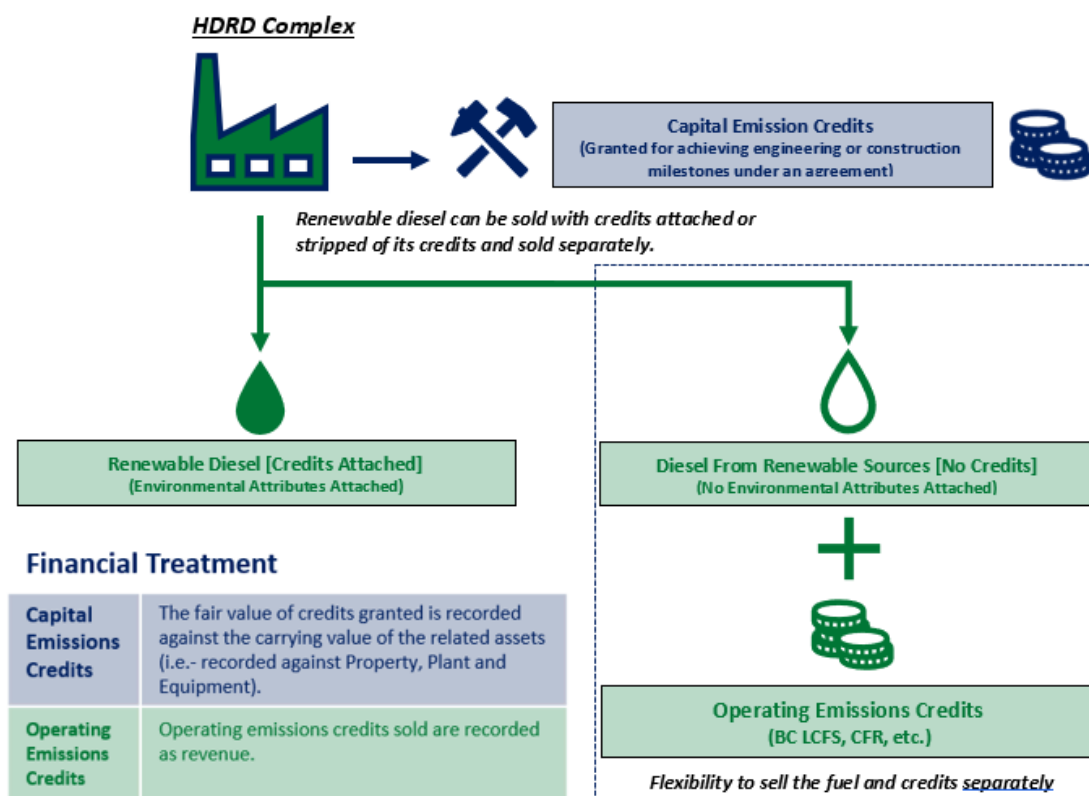 HDRD Complex
Capital Emission Credits
(Granted for achieving engineering or construction
milestones under an agreement)
Renewable diesel can be sold with credits attached or
stripped of its credits and sold separately.
Renewable Diesel [Credits Attached]
(Environmental Attributes Attached)
Diesel From Renewable Sources [No Credits]
(No Environmental Attributes Attached)
Financial Treatment
Capital
Emissions
Credits
The fair value of credits granted is recorded
against the carrying value of the related assets
(i.e.- recorded against Property, Plant and
Equipment).
Operating
Emissions
Credits
Operating emissions credits sold are recorded
as revenue.
Operating Emissions Credits
(BC LCFS, CFR, etc.)
Flexibility to sell the fuel and credits separately